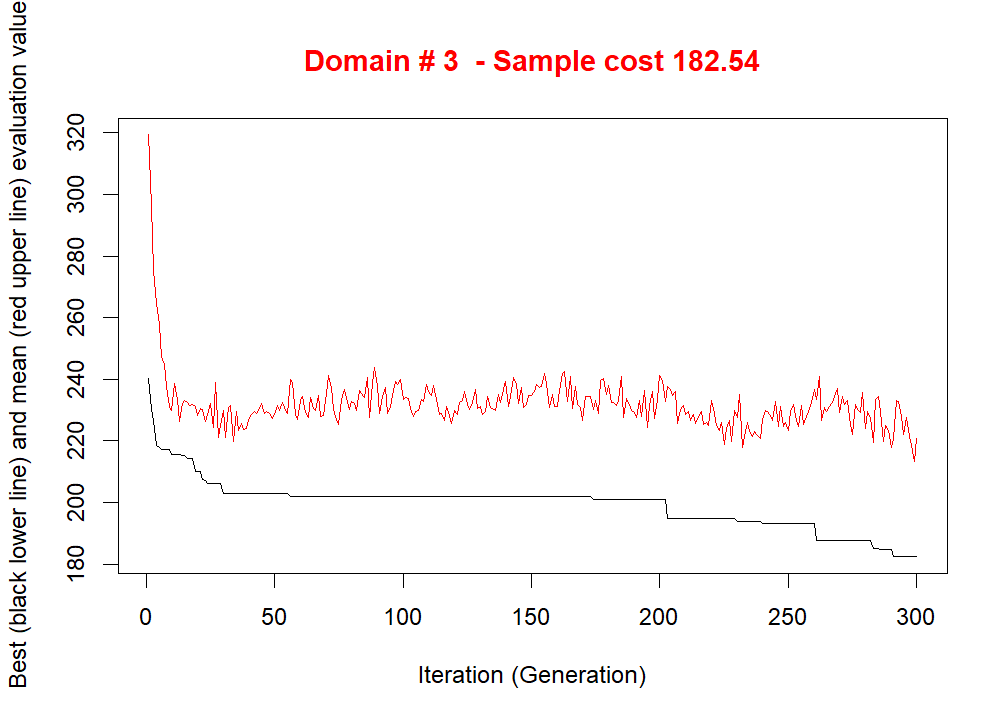 Domain # 3  - Sample cost 182.54
Best (black lower line) and mean (red upper line) evaluation value
320
300
280
260
240
220
200
180
0 50 100 150 200 250 300
Iteration (Generation)